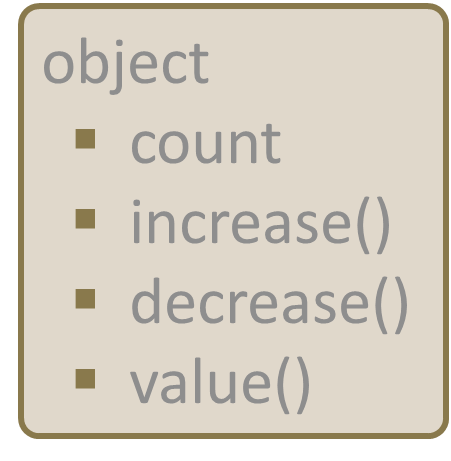 object
▪ count
▪ increase()
▪ decrease()
▪ value()